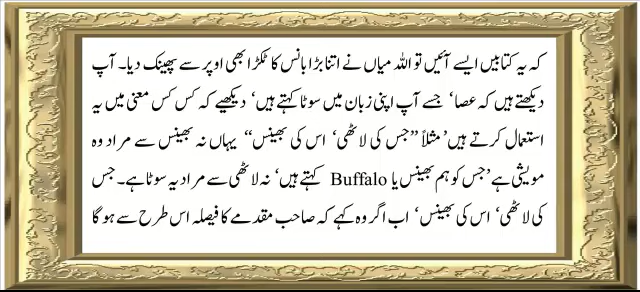 کہ یہ کتابیں ایسے آئیں تو اللہ میاں نے اتنا بڑا بانس کا ٹکڑا بھی اوپر سے پھینک دیا۔ آپ
دیکھتے ہیں کہ عصا‘ جسے آپ اپنی زبان میں سوٹا کہتے ہیں‘ دیکھیے کہ کس کس معنی میں یہ
استعمال کرتے ہیں‘ مثلاً ’’جس کی لاٹھی‘ اس کی بھینس‘‘ یہاں نہ بھینس سے مراد وہ
مویشی ہے‘ جس کو ہم بھینس یا Buffalo کہتے ہیں‘ نہ لاٹھی سے مراد یہ سوٹا ہے۔ جس
کی لاٹھی‘ اس کی بھینس‘ اب اگر وہ کہے کہ صاحب مقدمے کا فیصلہ اس طرح سے ہو گا